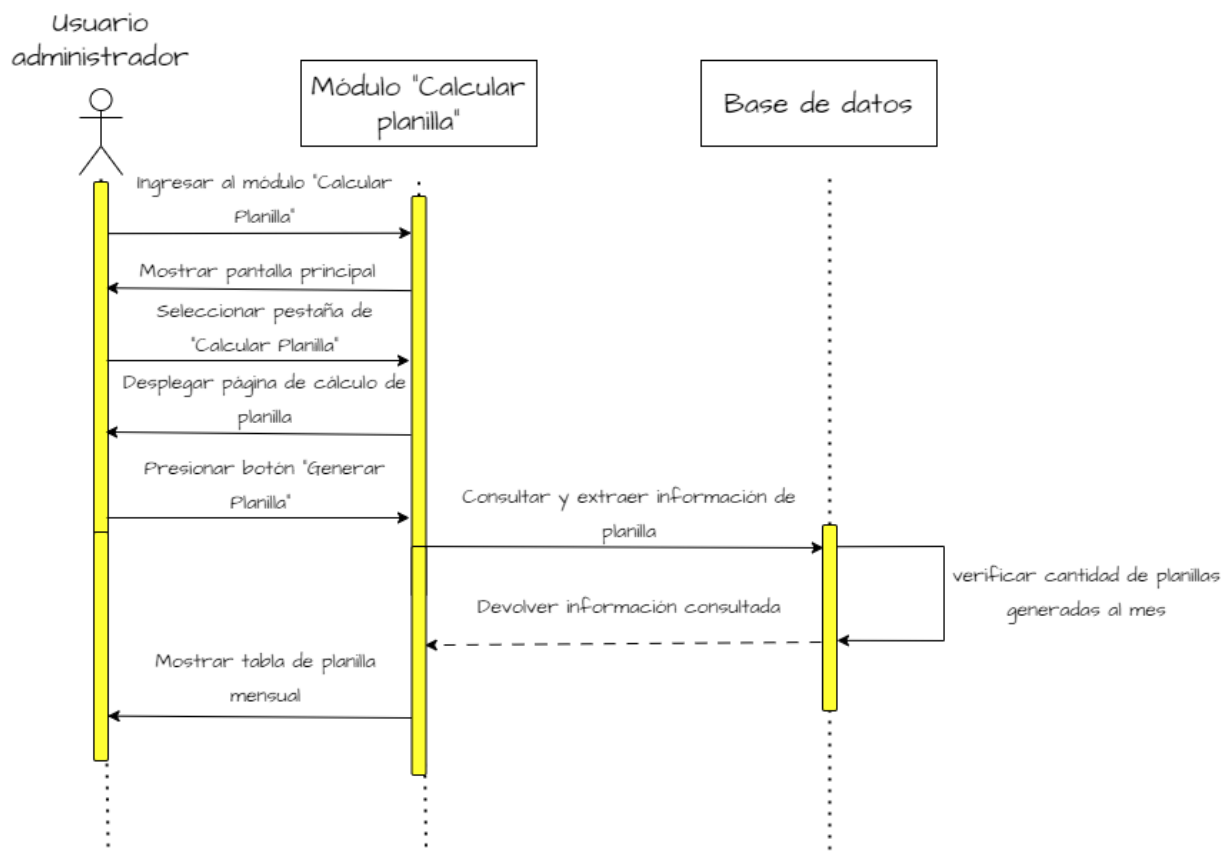 Usuario
administrador
Módulo "Calcular
planilla"
Base de datos
Ingresar al módulo "Calcular
Planilla"
Mostrar pantalla principal
Seleccionar pestaña de
"Calcular Planilla"
Desplegar página de cálculo de
planilla
Presionar botón "Generar
Planilla"
Consultar y extraer información de
planilla
verificar cantidad de planillas
generadas al mes
Devolver información consultada
Mostrar tabla de planilla
mensual